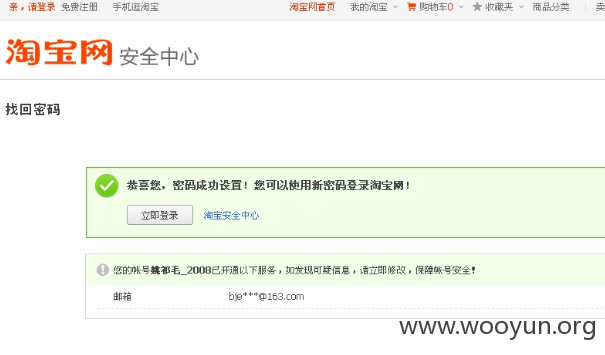 亲，请登录 免费注册 手机逛淘宝 淘宝网首页 我的淘宝 购物车0 收藏夹 商品分类
淘宝网 安全中心
找回密码
恭喜您，密码成功设置！您可以使用新密码登录淘宝网！
立即登录 淘宝安全中心
您的帐号姚祁毛_2008已开通以下服务，如发现可疑信息，请立即修改，保障帐号安全！
邮箱 bje***@163.com
www.wooyun.org